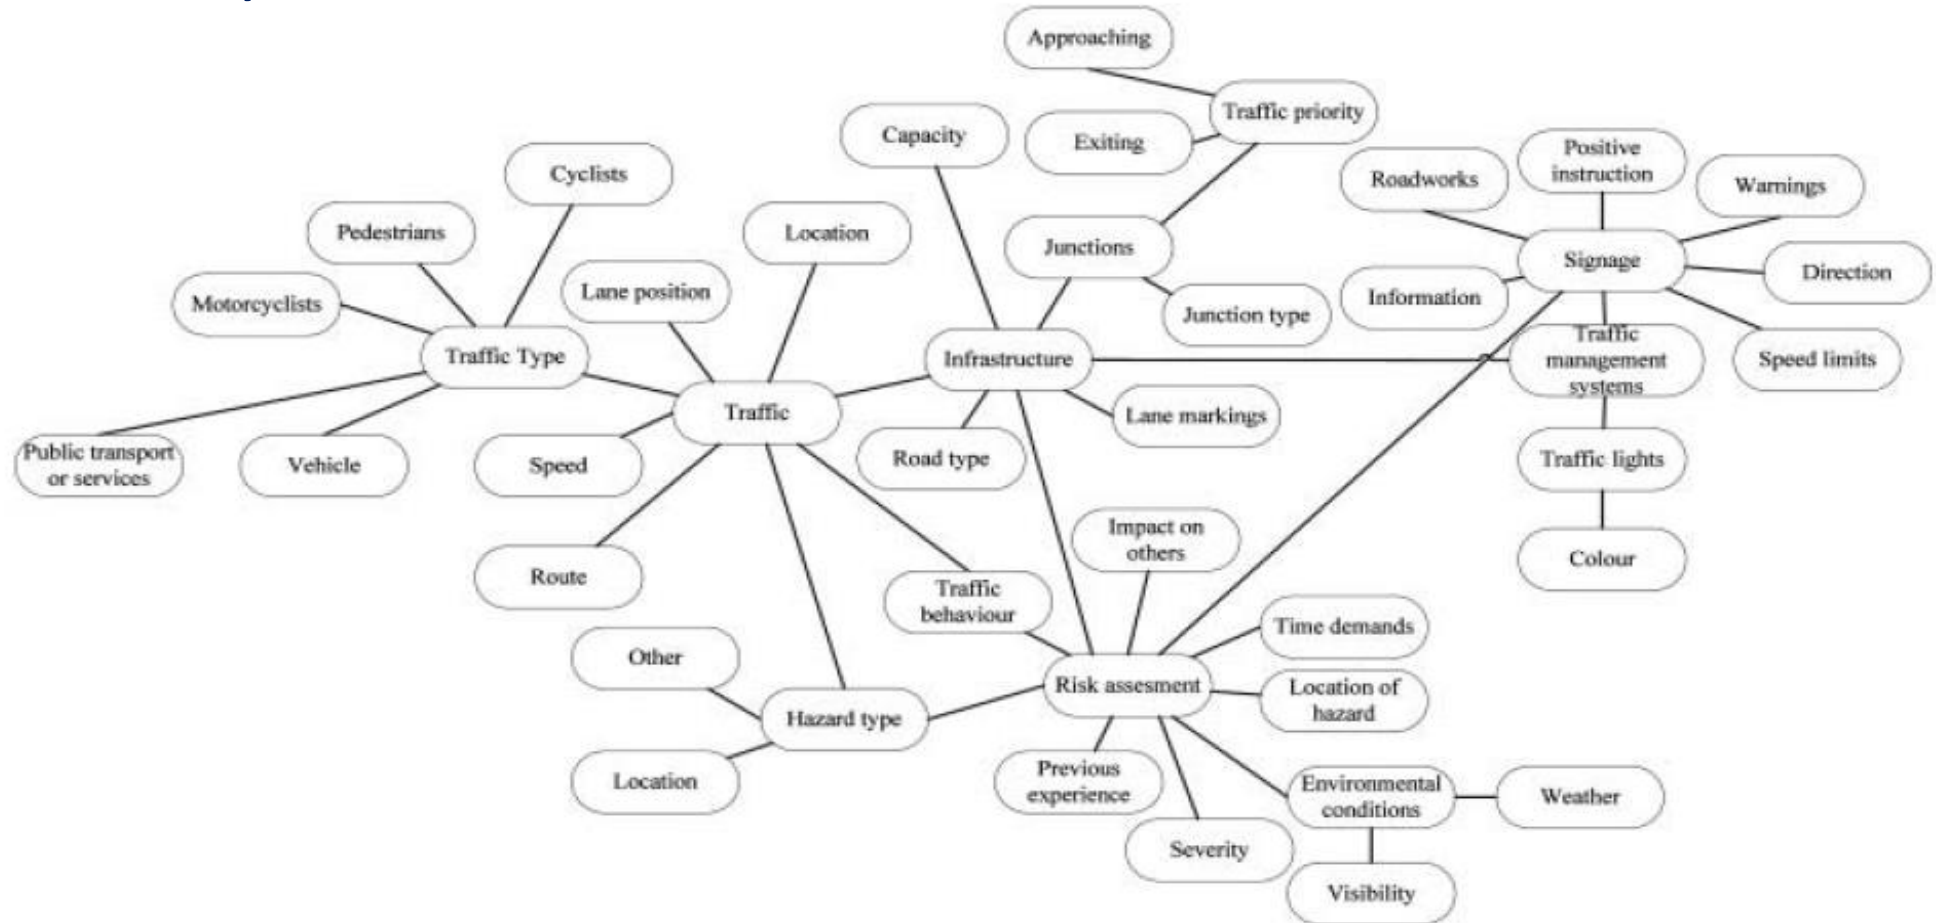 Approaching
Traffic priority
Capacity
Exiting
Positive
instruction
Cyclists
Roadworks
Warnings
Pedestrians
Location
Junctions
Signage
Direction
Lane position
Motorcyclists
Information
Junction type
Traffic Type
Infrastructure
Traffic
management
systems
Speed limits
Traffic
Lane markings
Public transport
or services
Vehicle
Speed
Road type
Traffic lights
Impact on
others
Colour
Route
Traffic
behaviour
Time demands
Other
Risk assesment
Location of
hazard
Hazard type
Location
Previous
experience
Environmental
conditions
Weather
Severity
Visibility